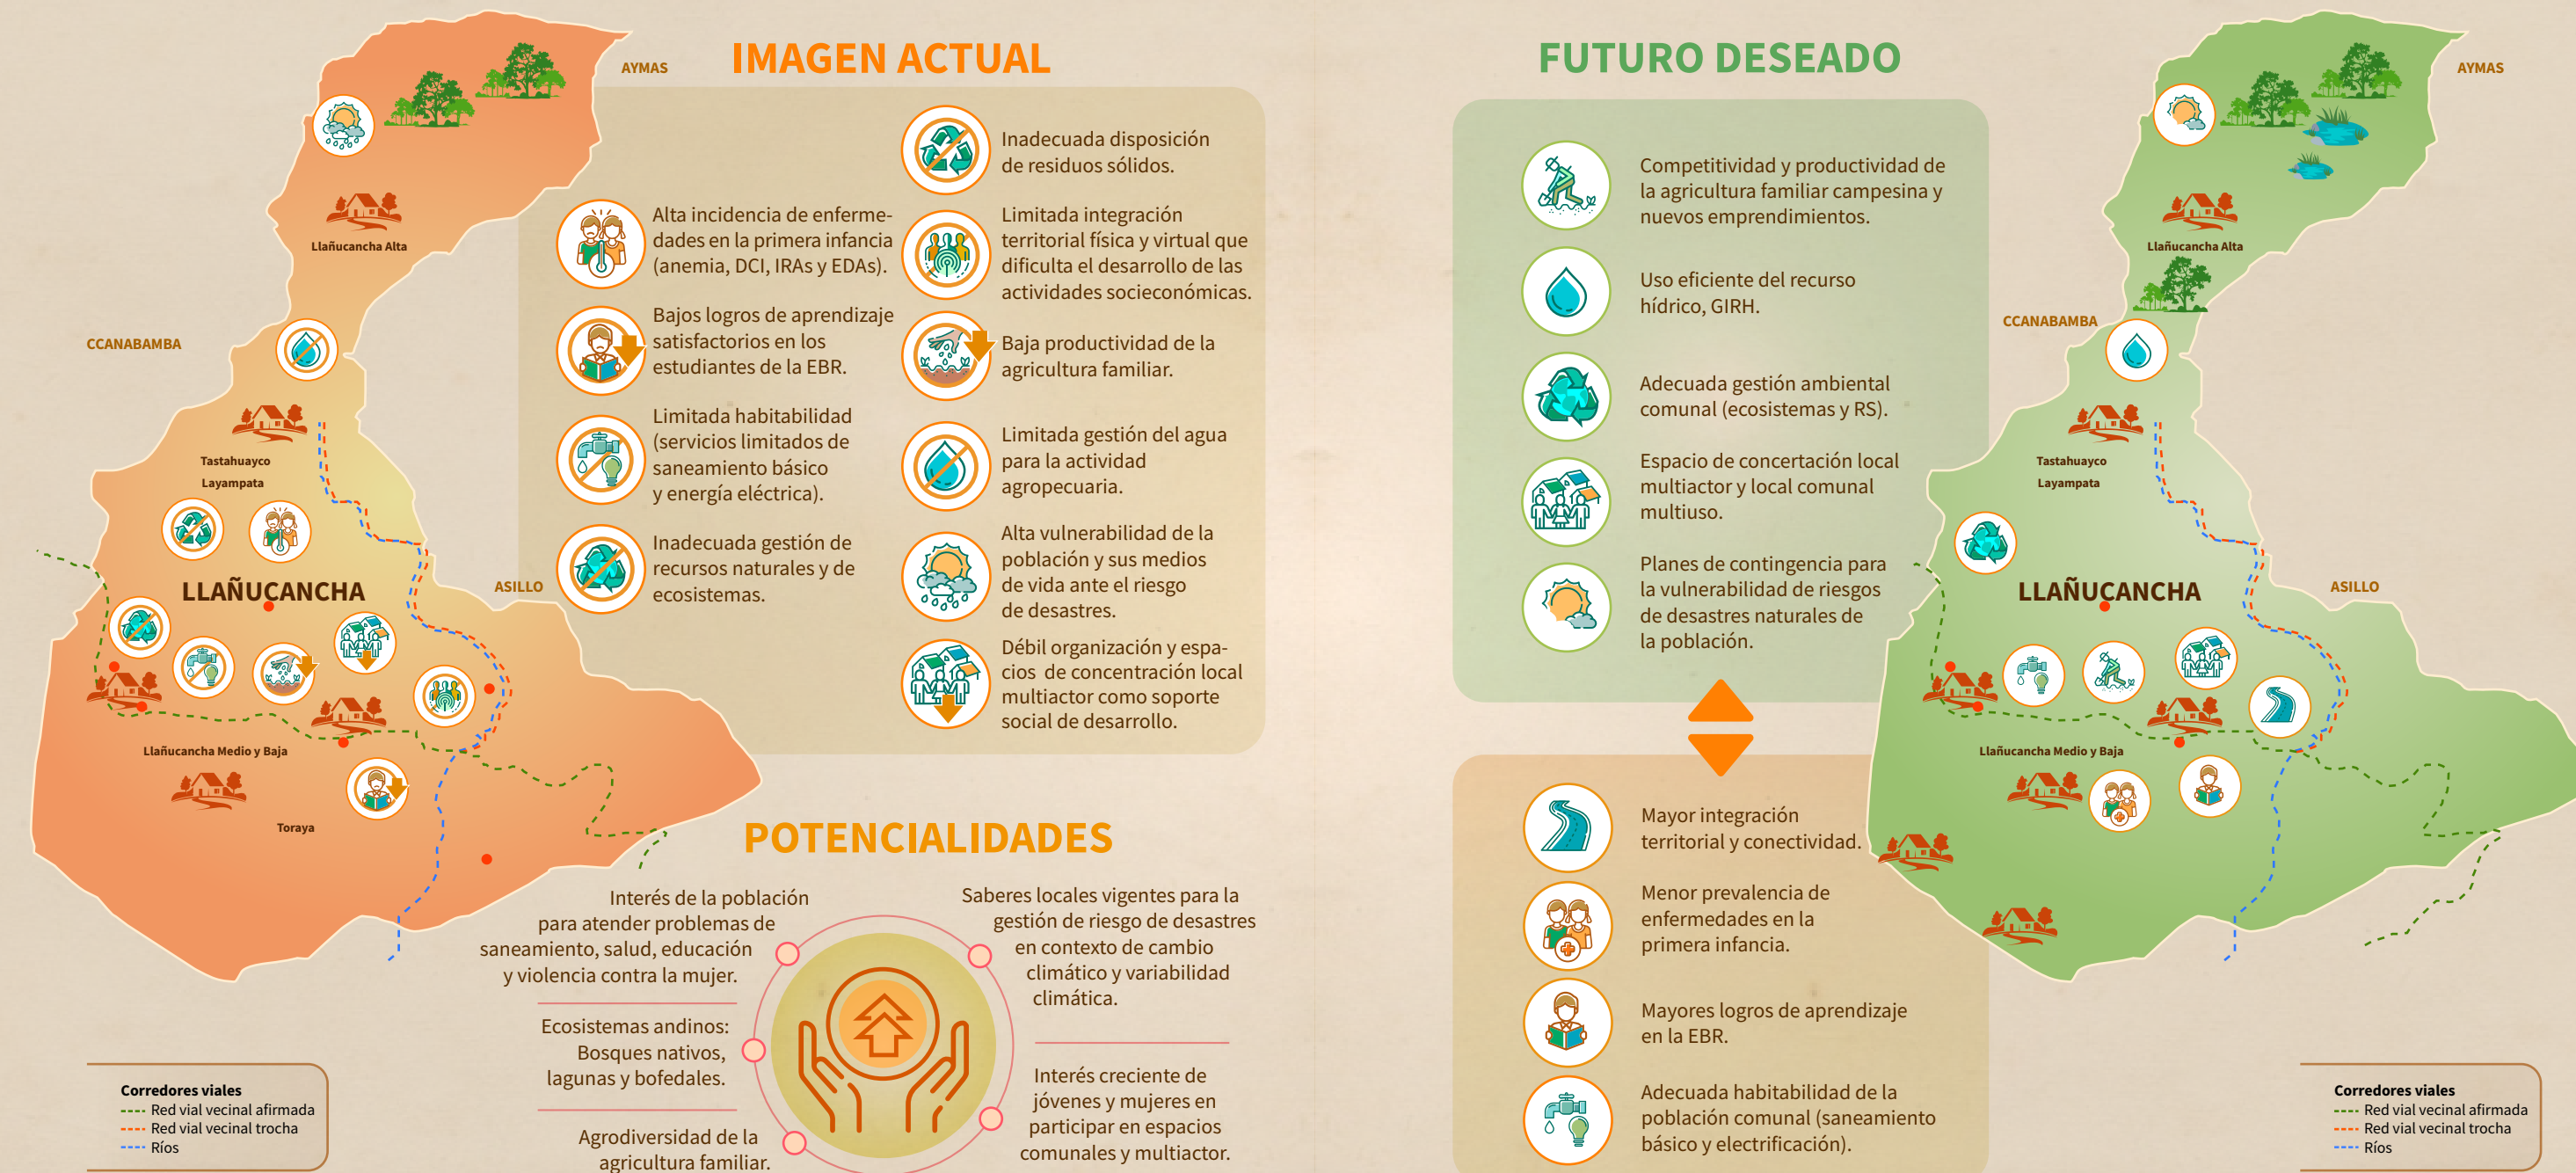 IMAGEN ACTUAL
AYMAS
Llañucancha Alta
CCANABAMBA
Tastahuayco
Layampata
LLAÑUCANCHA
ASILLO
Llañucancha Medio y Baja
Toraya
Corredores viales
Red vial vecinal afirmada
Red vial vecinal trocha
Ríos
Alta incidencia de enferme-
dades en la primera infancia
(anemia, DCI, IRAs y EDAs).
Bajos logros de aprendizaje
satisfactorios en los
estudiantes de la EBR.
Limitada habitabilidad
(servicios limitados de
saneamiento básico
y energía eléctrica).
Inadecuada gestión de
recursos naturales y de
ecosistemas.
Inadecuada disposición
de residuos sólidos.
Limitada integración
territorial física y virtual que
dificulta el desarrollo de las
actividades socieconómicas.
Baja productividad de la
agricultura familiar.
Limitada gestión del agua
para la actividad
agropecuaria.
Alta vulnerabilidad de la
población y sus medios
de vida ante el riesgo
de desastres.
Débil organización y espa-
cios de concentración local
multiactor como soporte
social de desarrollo.
POTENCIALIDADES
Interés de la población
para atender problemas de
saneamiento, salud, educación
y violencia contra la mujer.
Ecosistemas andinos:
Bosques nativos,
lagunas y bofedales.
Agrodiversidad de la
agricultura familiar.
Saberes locales vigentes para la
gestión de riesgo de desastres
en contexto de cambio
climático y variabilidad
climática.
Interés creciente de
jóvenes y mujeres en
participar en espacios
comunales y multiactor.
FUTURO DESEADO
Competitividad y productividad de
la agricultura familiar campesina y
nuevos emprendimientos.
Uso eficiente del recurso
hídrico, GIRH.
Adecuada gestión ambiental
comunal (ecosistemas y RS).
Espacio de concertación local
multiactor y local comunal
multiuso.
Planes de contingencia para
la vulnerabilidad de riesgos
de desastres naturales de
la población.
Mayor integración
territorial y conectividad.
Menor prevalencia de
enfermedades en la
primera infancia.
Mayores logros de aprendizaje
en la EBR.
Adecuada habitabilidad de la
población comunal (saneamiento
básico y electrificación).
AYMAS
Llañucancha Alta
CCANABAMBA
Tastahuayco
Layampata
LLAÑUCANCHA
ASILLO
Llañucancha Medio y Baja
Corredores viales
Red vial vecinal afirmada
Red vial vecinal trocha
Ríos